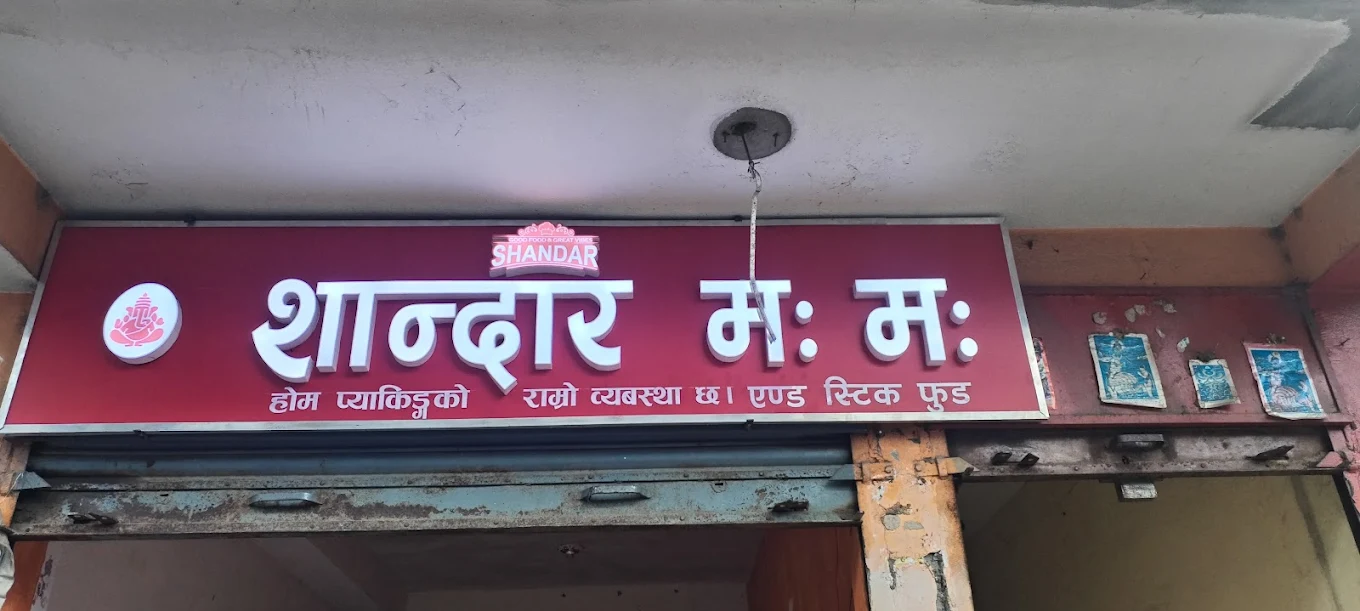 GOOD FOOD & GREAT VIBES
SHANDAR
शान्दार मः मः
होम प्याकिङ्गको राम्रो व्यबस्था छ। एण्ड स्टिक फुड